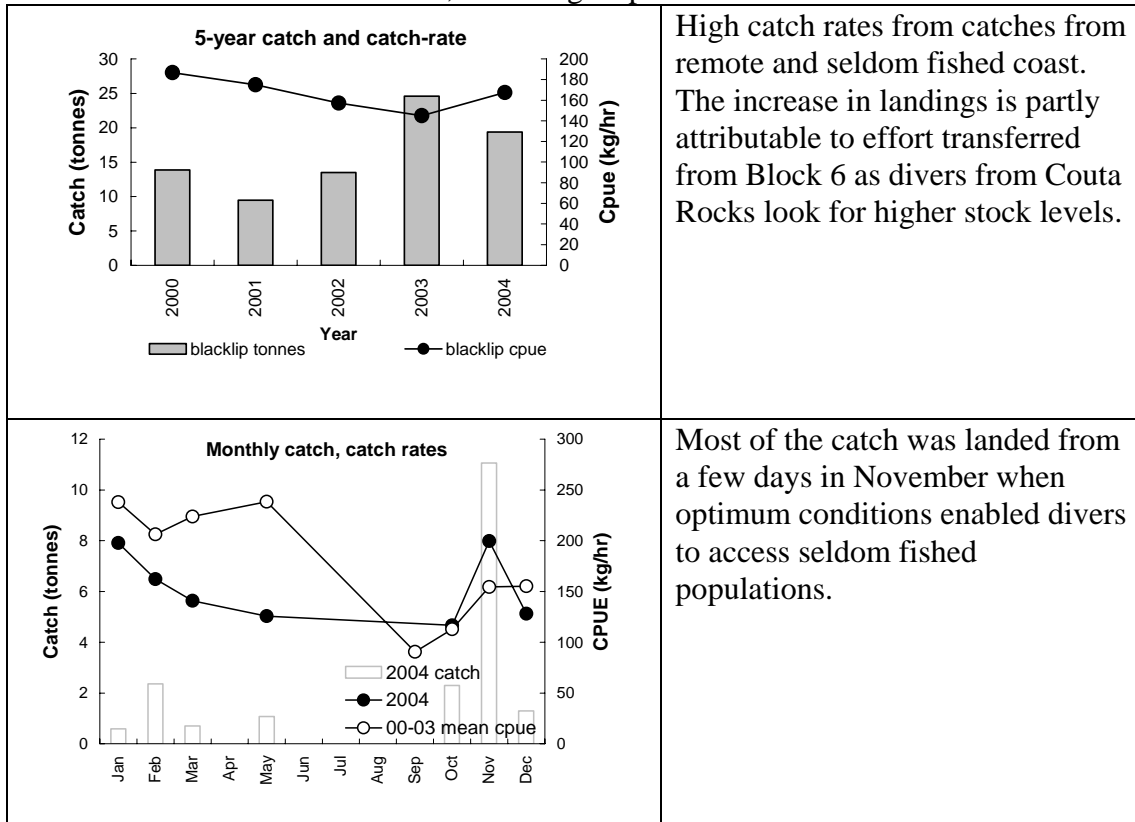 5-year catch and catch-rate
30
25
20
15
10
5
0
Catch (tonnes)
200
180
160
140
120
100
80
60
40
20
0
Cpue (kg/hr)
2000
2001
2002
2003
2004
Year
blacklip tonnes
blacklip cpue
High catch rates from catches from
remote and seldom fished coast.
The increase in landings is partly
attributable to effort transferred
from Block 6 as divers from Couta
Rocks look for higher stock levels.
Monthly catch, catch rates
12
10
8
6
4
2
0
Catch (tonnes)
300
250
200
150
100
50
0
CPUE (kg/hr)
2004 catch
2004
00-03 mean cpue
Jan
Feb
Mar
Apr
May
Jun
Jul
Aug
Sep
Oct
Nov
Dec
Most of the catch was landed from
a few days in November when
optimum conditions enabled divers
to access seldom fished
populations.